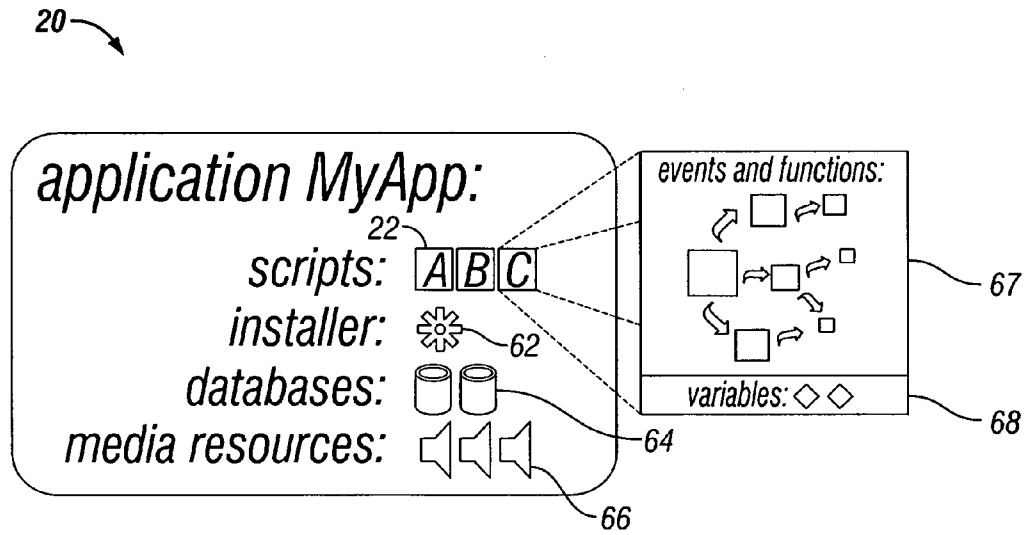 20
application MyApp:
22
scripts: A B C
installer:
62
databases:
64
media resources:
66
events and functions:
67
variables:
68